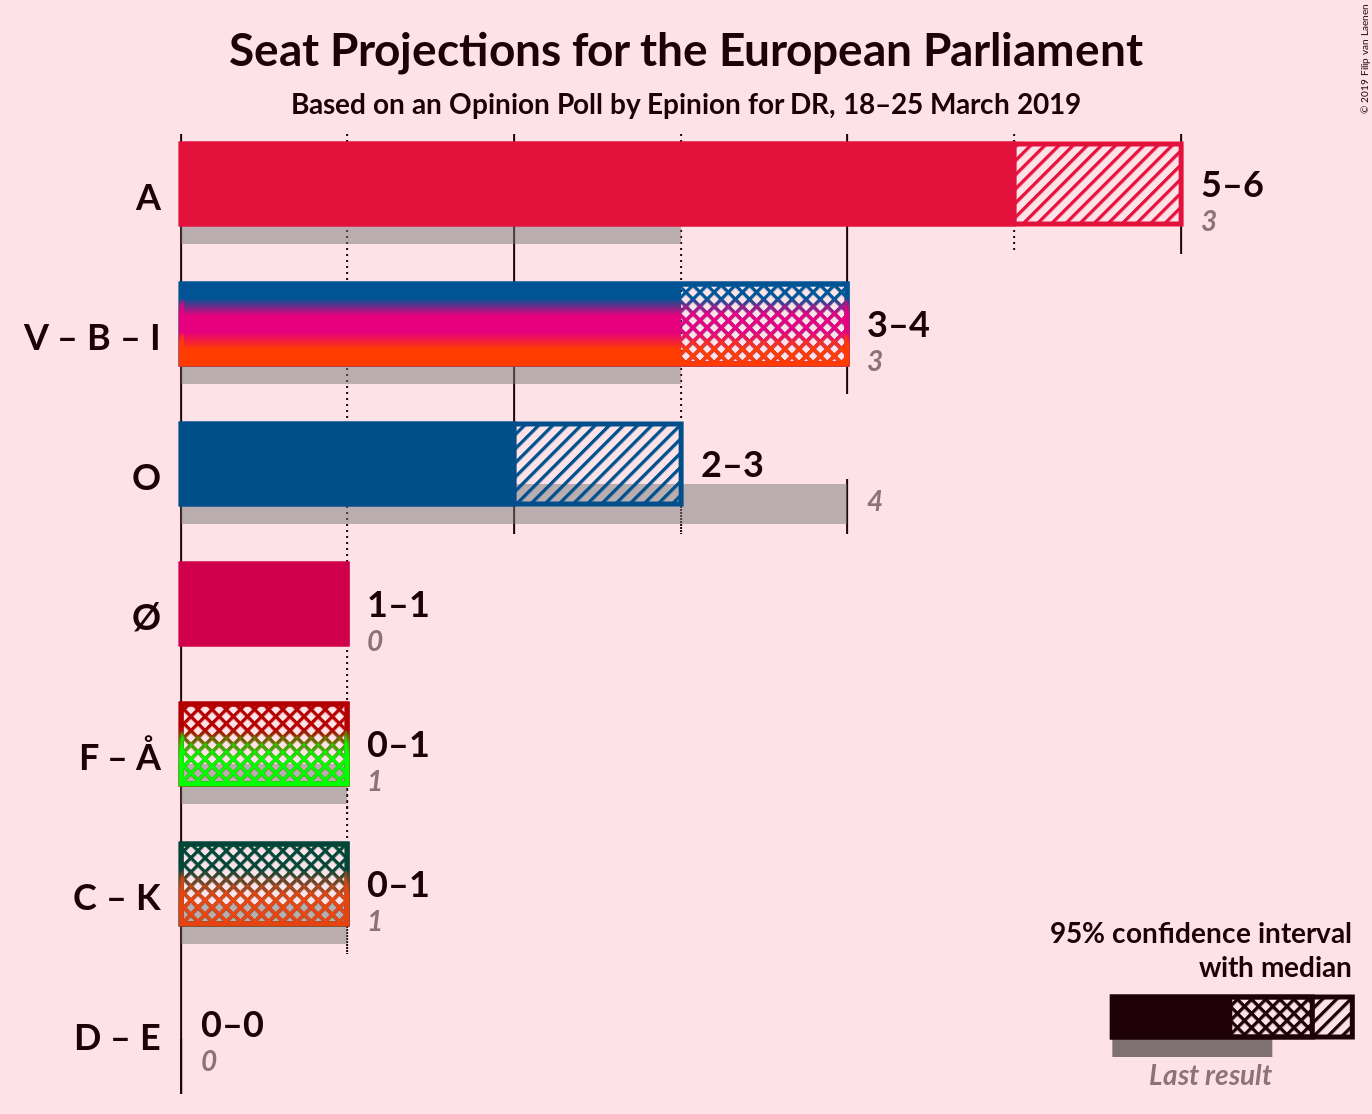 Seat Projections for the European Parliament
Based on an Opinion Poll by Epinion for DR, 18–25 March 2019
© 2019 Filip van Laenen
A
5–6
3
V – B – I
3–4
3
O
2–3
4
Ø
1–1
0
F – Å
0–1
1
C – K
0–1
1
D – E
0–0
0
95% confidence interval
with median
Last result